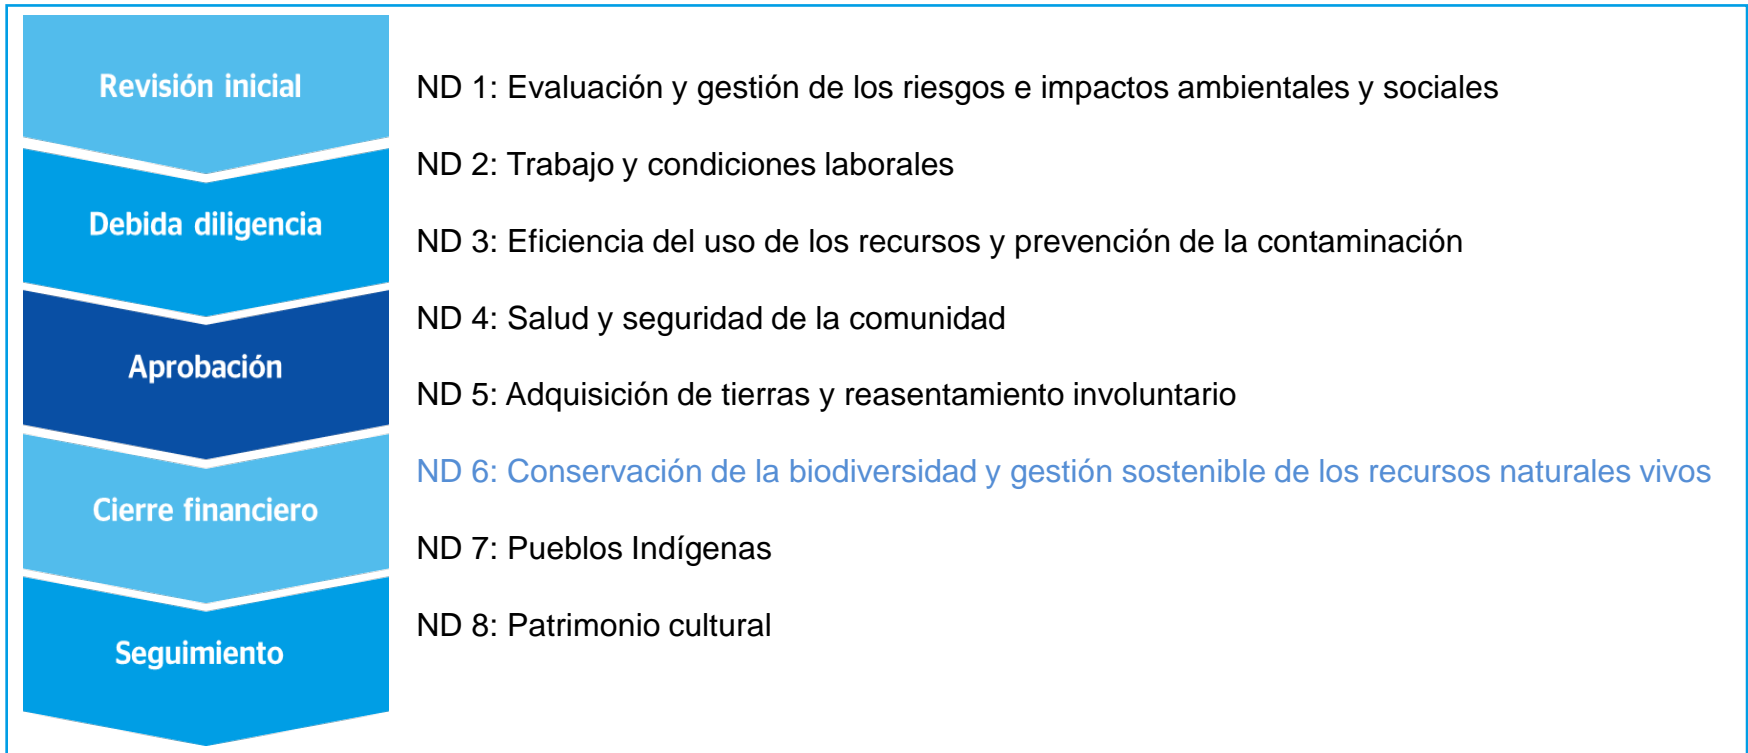 Revisión inicial
Debida diligencia
Aprobación
Cierre financiero
Seguimiento
ND 1: Evaluación y gestión de los riesgos e impactos ambientales y sociales
ND 2: Trabajo y condiciones laborales
ND 3: Eficiencia del uso de los recursos y prevención de la contaminación
ND 4: Salud y seguridad de la comunidad
ND 5: Adquisición de tierras y reasentamiento involuntario
ND 6: Conservación de la biodiversidad y gestión sostenible de los recursos naturales vivos
ND 7: Pueblos Indígenas
ND 8: Patrimonio cultural